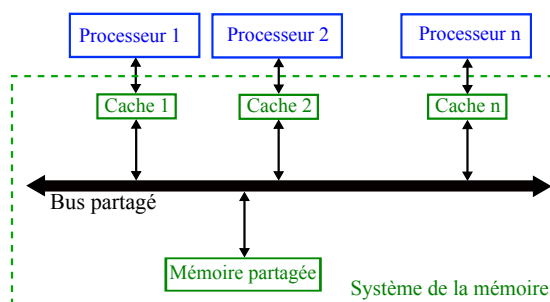 Processeur 1
Processeur 2
Processeur n
Cache 1
Cache 2
Cache n
Bus partagé
Mémoire partagée
Système de la mémoire